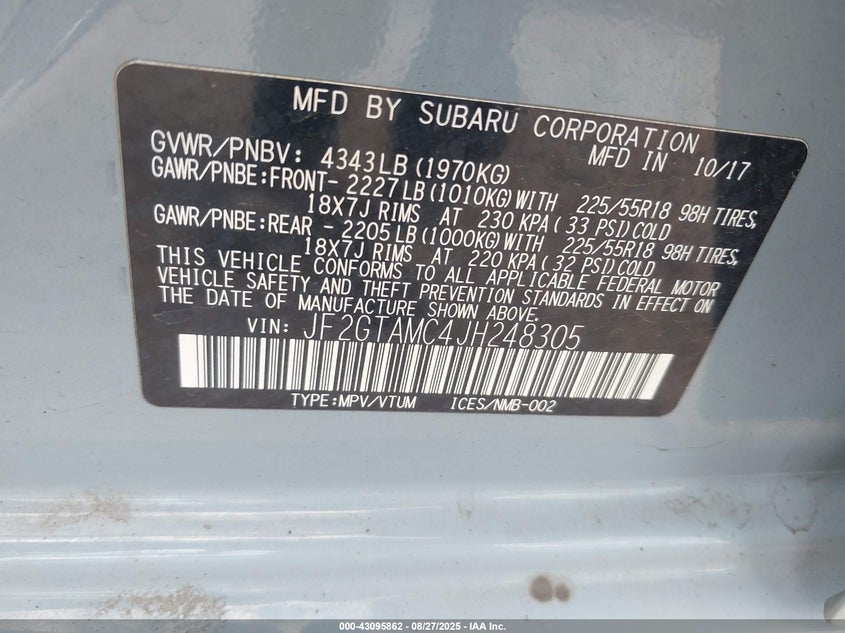 MFD BY SUBARU CORPORATION
GVWR/PNBV: 4343LB (1970KG) MFD IN 10/17
GAWR/PNBE:FRONT- 2227LB (1010KG) WITH 225/55R18 98H TIRES,
18X7J RIMS AT 230 KPA ( 33 PSI) COLD
GAWR/PNBE:REAR - 2205LB (1000KG) WITH 225/55R18 98H TIRES,
18X7J RIMS AT 220 KPA ( 32 PSI) COLD
THIS VEHICLE CONFORMS TO ALL APPLICABLE FEDERAL MOTOR
VEHICLE SAFETY AND THEFT PREVENTION STANDARDS IN EFFECT ON
THE DATE OF MANUFACTURE SHOWN ABOVE.
VIN: JF2GTAMC4JH248305
TYPE:MPV/VTUM ICES/NMB-002
000-43095862 - 08/27/2025 - IAA Inc.